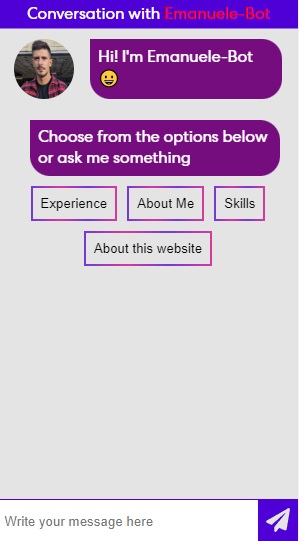 Conversation with Emanuele-Bot
Hi! I'm Emanuele-Bot
😀
Choose from the options below
or ask me something
Experience
About Me
Skills
About this website
Write your message here